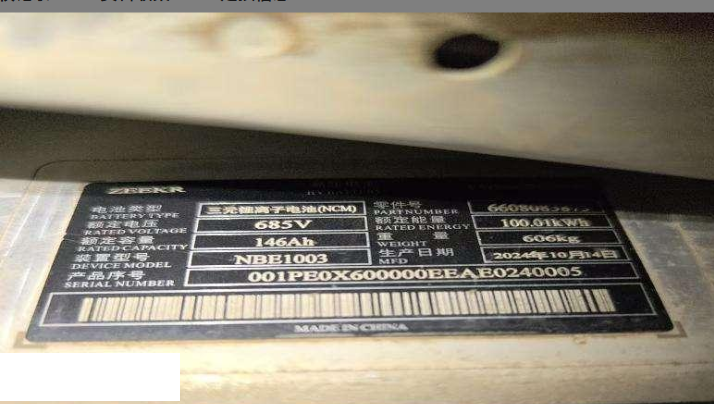 ZEEKR
电池类型 BATTERY TYPE 三元锂离子电池(NCM) 零件号 PARTNUMBER
额定电压 RATED VOLTAGE 685V 额定能量 RATED ENERGY 100.01kWh
额定容量 RATED CAPACITY 146Ah 重量 WEIGHT 606kg
装置型号 DEVICE MODEL NBE1003 生产日期 MFD 2024年10月14日
产品序号 SERIAL NUMBER 001PE0X600000EEAE0240005
MADE IN CHINA